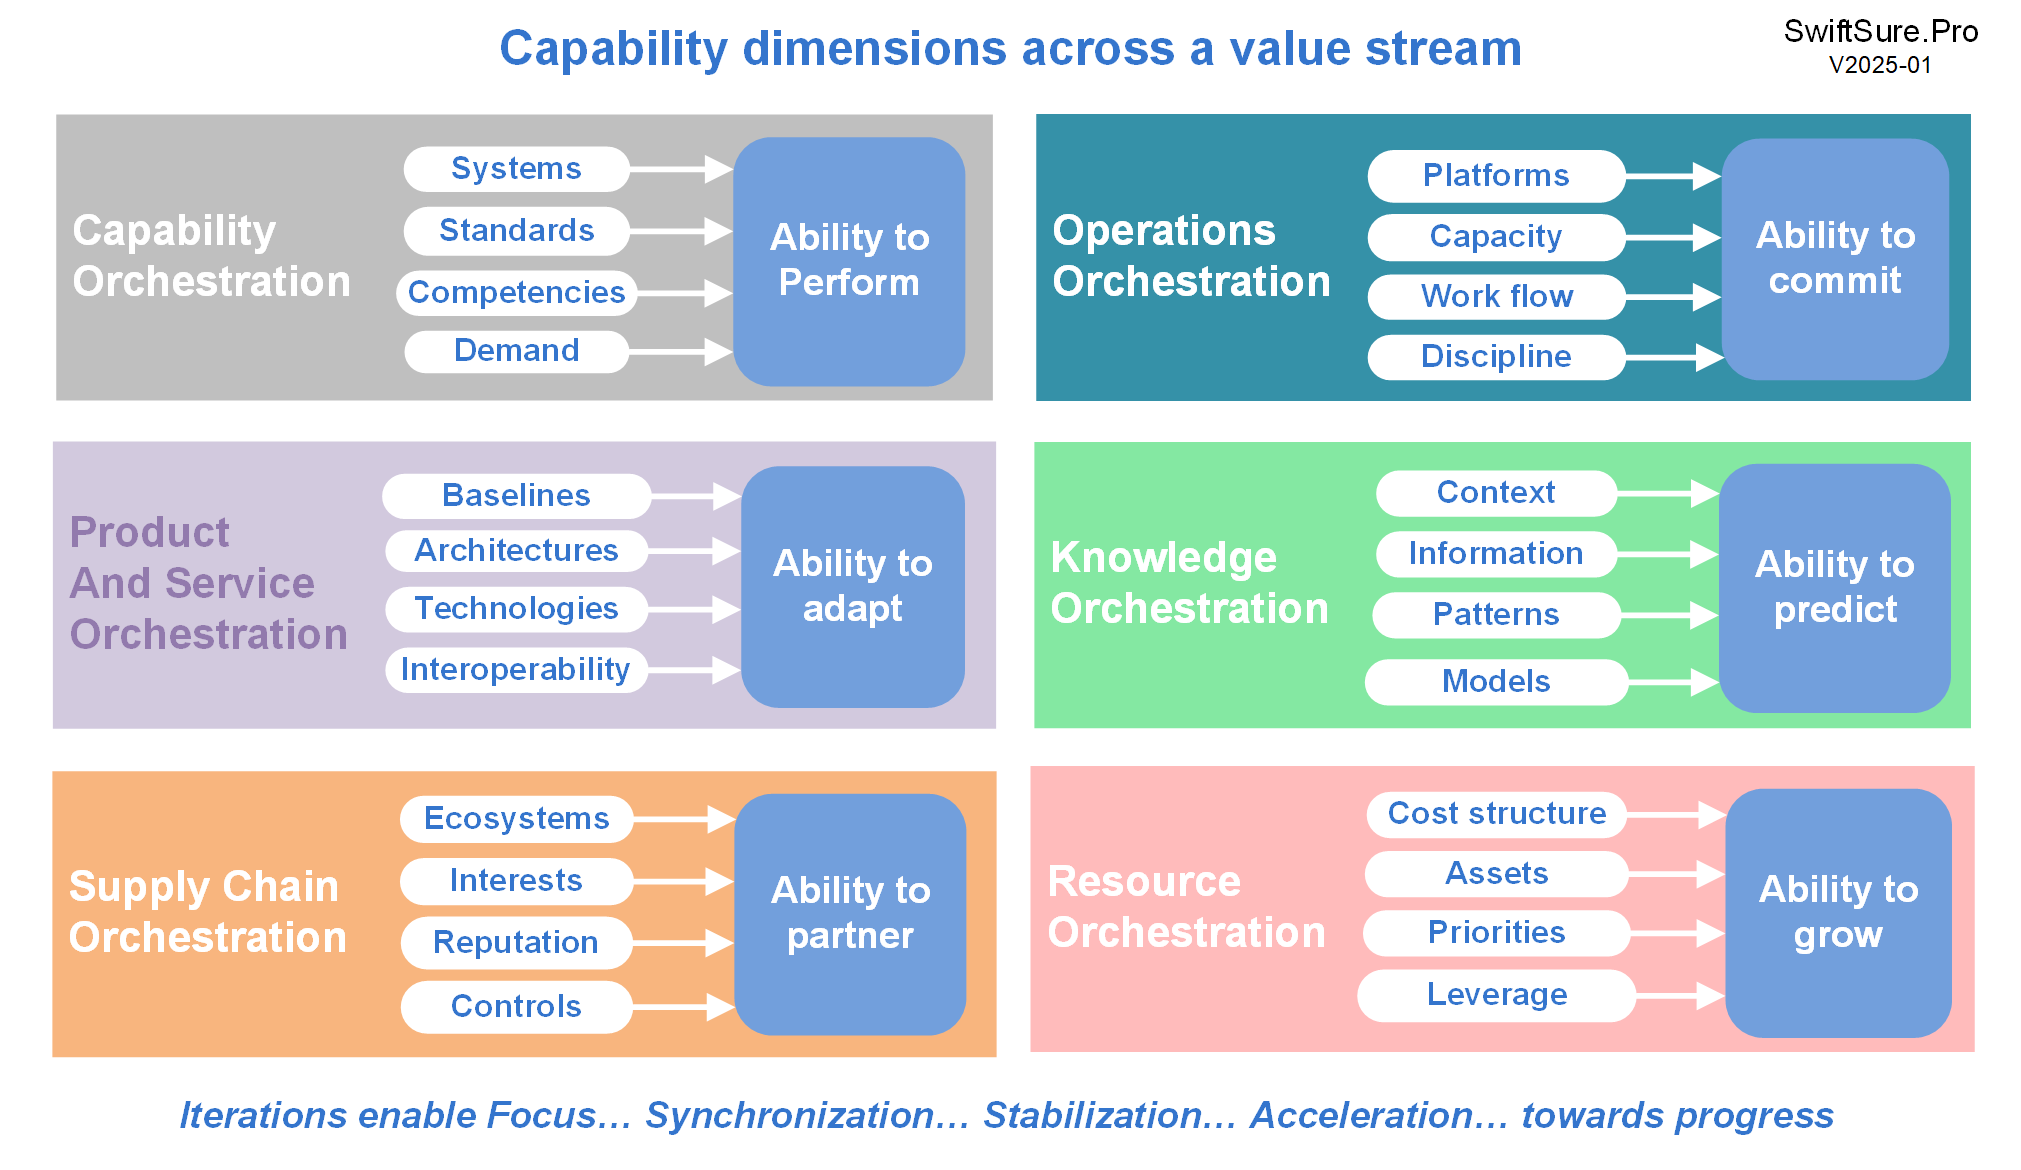 Capability dimensions across a value stream
SwiftSure.Pro
V2025-01
Capability
Orchestration
Systems
Standards
Competencies
Demand
Ability to
Perform
Operations
Orchestration
Platforms
Capacity
Work flow
Discipline
Ability to
commit
Product
And Service
Orchestration
Baselines
Architectures
Technologies
Interoperability
Ability to
adapt
Knowledge
Orchestration
Context
Information
Patterns
Models
Ability to
predict
Supply Chain
Orchestration
Ecosystems
Interests
Reputation
Controls
Ability to
partner
Resource
Orchestration
Cost structure
Assets
Priorities
Leverage
Ability to
grow
Iterations enable Focus… Synchronization… Stabilization… Acceleration… towards progress